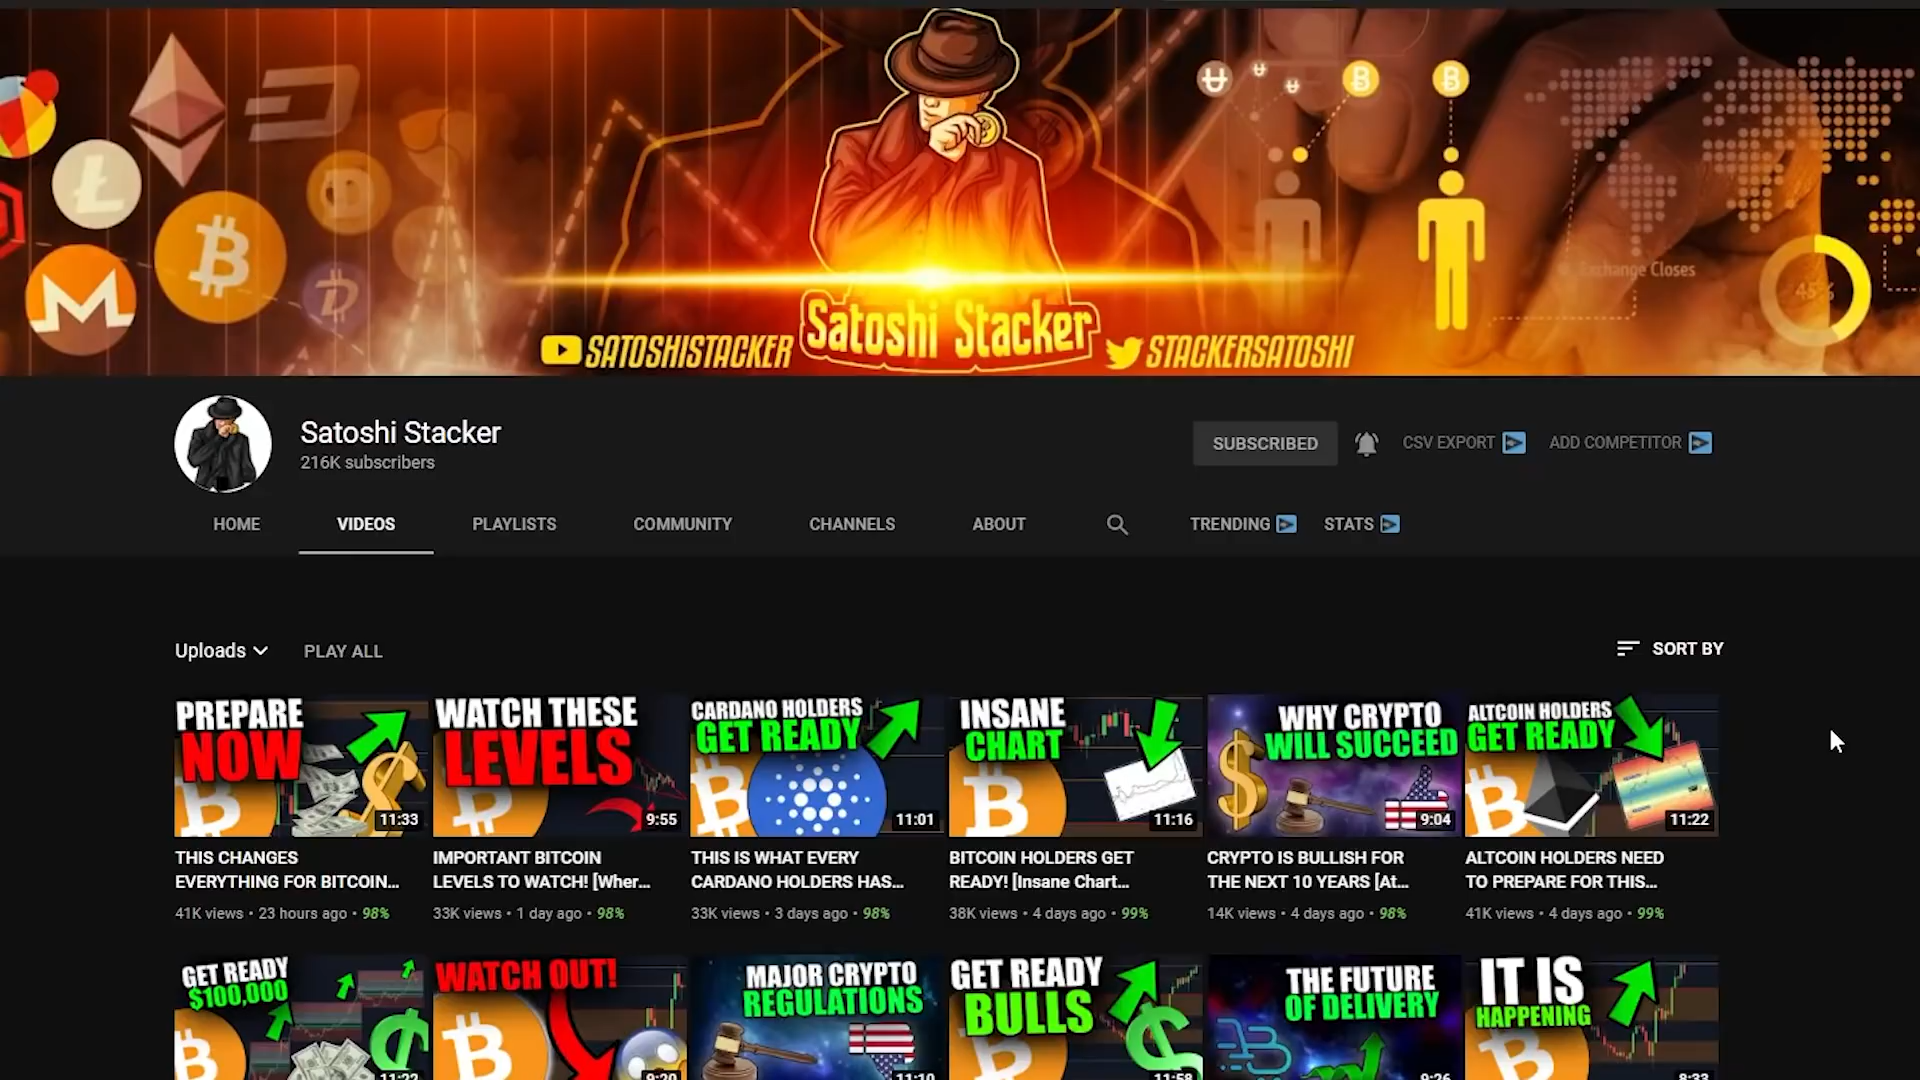 Exchange Closes
45%
Satoshi Stacker
SATOSHISTACKER
STACKERSATOSHI
Satoshi Stacker
216K subscribers
SUBSCRIBED
CSV EXPORT
ADD COMPETITOR
HOME
VIDEOS
PLAYLISTS
COMMUNITY
CHANNELS
ABOUT
TRENDING
STATS
Uploads
PLAY ALL
SORT BY
PREPARE
NOW
11:33
WATCH THESE
LEVELS
9:55
CARDANO HOLDERS
GET READY
11:01
INSANE
CHART
11:16
WHY CRYPTO
WILL SUCCEED
9:04
ALTCOIN HOLDERS
GET READY
11:22
THIS CHANGES
EVERYTHING FOR BITCOIN...
41K views • 23 hours ago • 98%
IMPORTANT BITCOIN
LEVELS TO WATCH! [Wher...
33K views • 1 day ago • 98%
THIS IS WHAT EVERY
CARDANO HOLDERS HAS...
33K views • 3 days ago • 98%
BITCOIN HOLDERS GET
READY! [Insane Chart...
38K views • 4 days ago • 99%
CRYPTO IS BULLISH FOR
THE NEXT 10 YEARS [At...
14K views • 4 days ago • 98%
ALTCOIN HOLDERS NEED
TO PREPARE FOR THIS...
41K views • 4 days ago • 99%
GET READY
$100,000
WATCH OUT!
MAJOR CRYPTO
REGULATIONS
GET READY
BULLS
THE FUTURE
OF DELIVERY
IT IS
HAPPENING